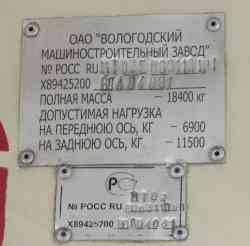 ОАО "ВОЛОГОДСКИЙ
МАШИНОСТРОИТЕЛЬНЫЙ ЗАВОД"
№ РОСС RU
X89425200
ПОЛНАЯ МАССА - 18400 кг
ДОПУСТИМАЯ НАГРУЗКА
НА ПЕРЕДНЮЮ ОСЬ, КГ - 6900
НА ЗАДНЮЮ ОСЬ, КГ - 11500
№ РОСС RU
X89425200